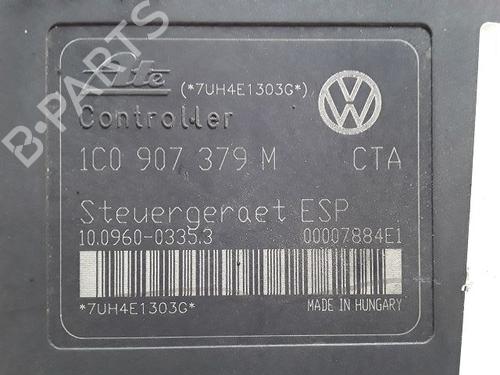 Ate (*7UH4E1303G*)
Controller
1C0 907 379 M CTA
Steuergeraet ESP
10.0960-0335.3 00007884E1
*7UH4E1303G* MADE IN HUNGARY
B-PARTS